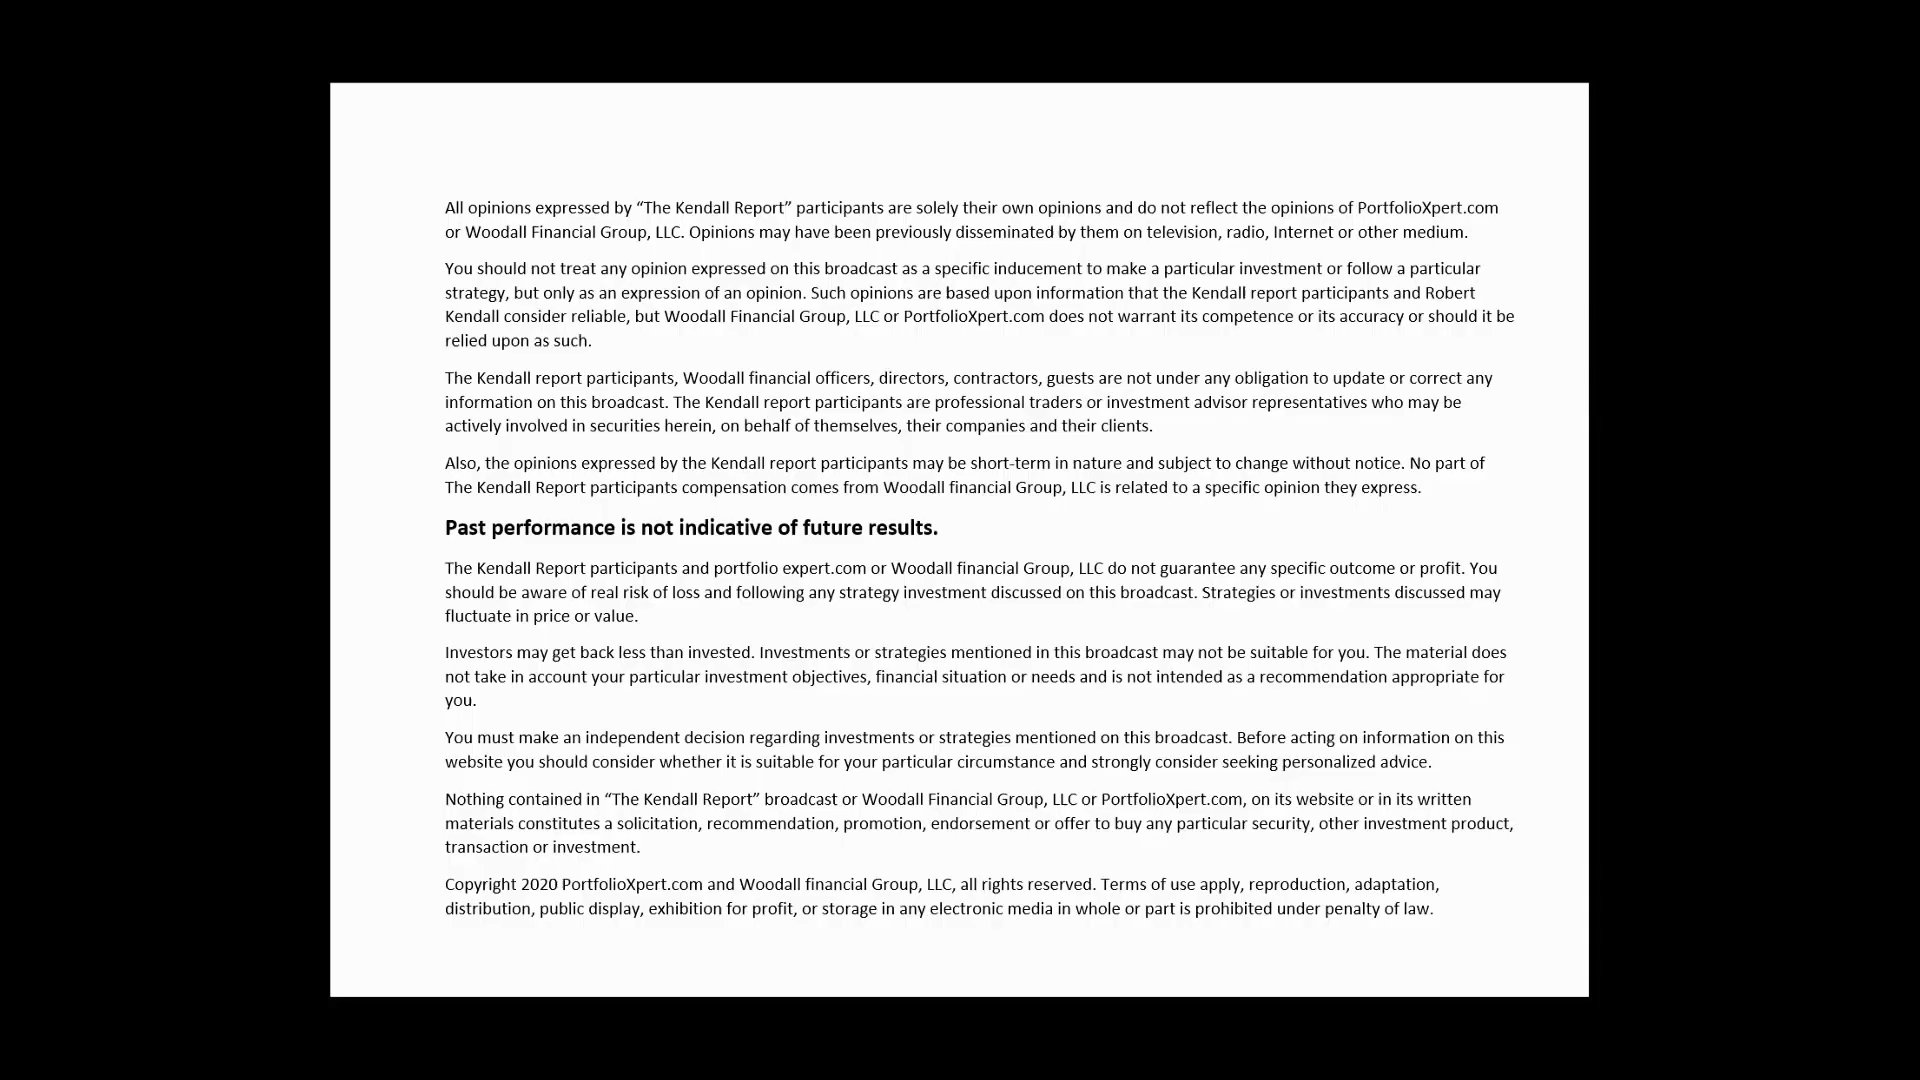 All opinions expressed by “The Kendall Report” participants are solely their own opinions and do not reflect the opinions of PortfolioXpert.com
or Woodall Financial Group, LLC. Opinions may have been previously disseminated by them on television, radio, Internet or other medium.
You should not treat any opinion expressed on this broadcast as a specific inducement to make a particular investment or follow a particular
strategy, but only as an expression of an opinion. Such opinions are based upon information that the Kendall report participants and Robert
Kendall consider reliable, but Woodall Financial Group, LLC or PortfolioXpert.com does not warrant its competence or its accuracy or should it be
relied upon as such.
The Kendall report participants, Woodall financial officers, directors, contractors, guests are not under any obligation to update or correct any
information on this broadcast. The Kendall report participants are professional traders or investment advisor representatives who may be
actively involved in securities herein, on behalf of themselves, their companies and their clients.
Also, the opinions expressed by the Kendall report participants may be short-term in nature and subject to change without notice. No part of
The Kendall Report participants compensation comes from Woodall financial Group, LLC is related to a specific opinion they express.
Past performance is not indicative of future results.
The Kendall Report participants and portfolio expert.com or Woodall financial Group, LLC do not guarantee any specific outcome or profit. You
should be aware of real risk of loss and following any strategy investment discussed on this broadcast. Strategies or investments discussed may
fluctuate in price or value.
Investors may get back less than invested. Investments or strategies mentioned in this broadcast may not be suitable for you. The material does
not take in account your particular investment objectives, financial situation or needs and is not intended as a recommendation appropriate for
you.
You must make an independent decision regarding investments or strategies mentioned on this broadcast. Before acting on information on this
website you should consider whether it is suitable for your particular circumstance and strongly consider seeking personalized advice.
Nothing contained in “The Kendall Report” broadcast or Woodall Financial Group, LLC or PortfolioXpert.com, on its website or in its written
materials constitutes a solicitation, recommendation, promotion, endorsement or offer to buy any particular security, other investment product,
transaction or investment.
Copyright 2020 PortfolioXpert.com and Woodall financial Group, LLC, all rights reserved. Terms of use apply, reproduction, adaptation,
distribution, public display, exhibition for profit, or storage in any electronic media in whole or part is prohibited under penalty of law.